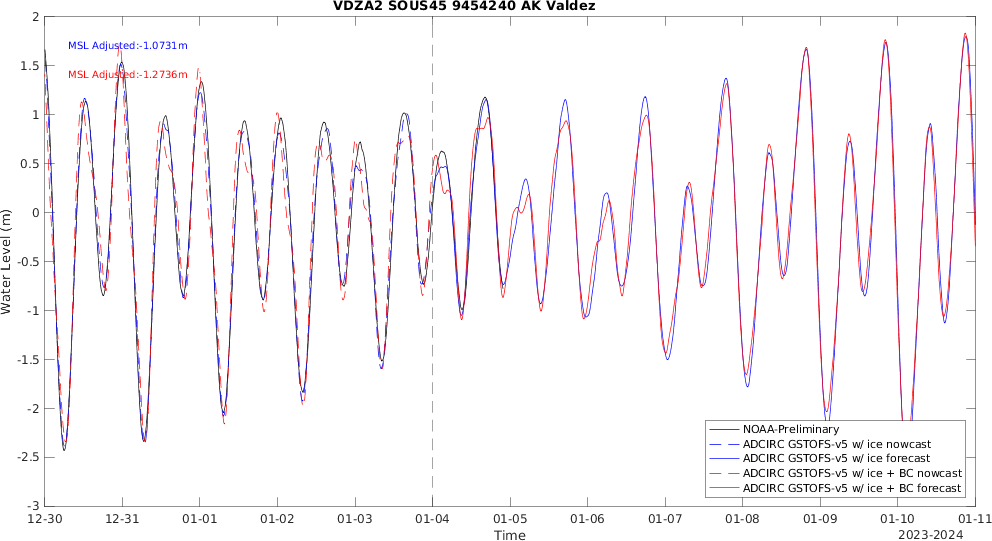 VDZA2 SOUS45 9454240 AK Valdez
MSL Adjusted:-1.0731m
MSL Adjusted:-1.2736m
Water Level (m)
2
1.5
1
0.5
0
-0.5
-1
-1.5
-2
-2.5
-3
NOAA-Preliminary
ADCIRC GSTOFS-v5 w/ ice nowcast
ADCIRC GSTOFS-v5 w/ ice forecast
ADCIRC GSTOFS-v5 w/ ice + BC nowcast
ADCIRC GSTOFS-v5 w/ ice + BC forecast
12-30 12-31 01-01 01-02 01-03 01-04 01-05 01-06 01-07 01-08 01-09 01-10 01-11
Time
2023-2024